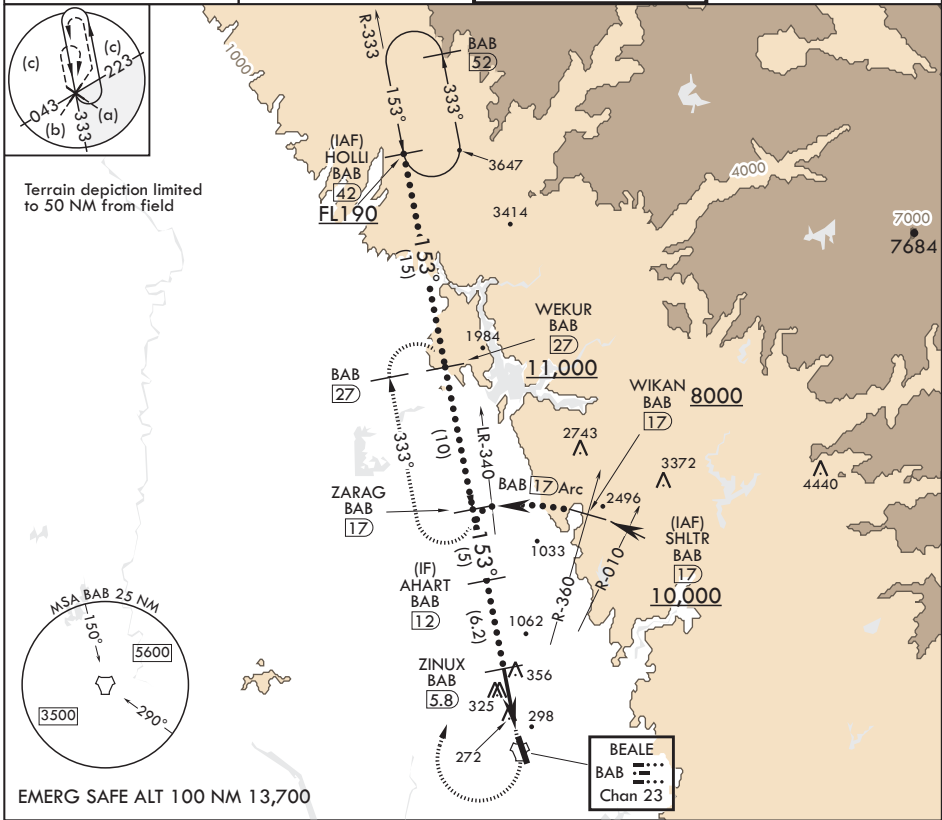 (c)
(c)
043
223
(a)
(b)
333
Terrain depiction limited
to 50 NM from field
1000
R-333
153°
333°
BAB
52
(IAF)
HOLLI
BAB
42
FL190
3647
3414
4000
7000
7684
153°
(15)
WEKUR
BAB
27
11,000
1984
BAB
27
333°
(10)
LR-340
WIKAN
BAB
17
8000
2743
3372
4440
ZARAG
BAB
17
BAB 17 Arc
2496
1033
(IAF)
SHLTR
BAB
17
10,000
153°
(5)
R-360
R-010
(IF)
AHART
BAB
12
(6.2)
1062
MSA BAB 25 NM
150°
5600
3500
290°
ZINUX
BAB
5.8
356
325
298
272
BEALE
BAB
Chan 23
EMERG SAFE ALT 100 NM 13,700